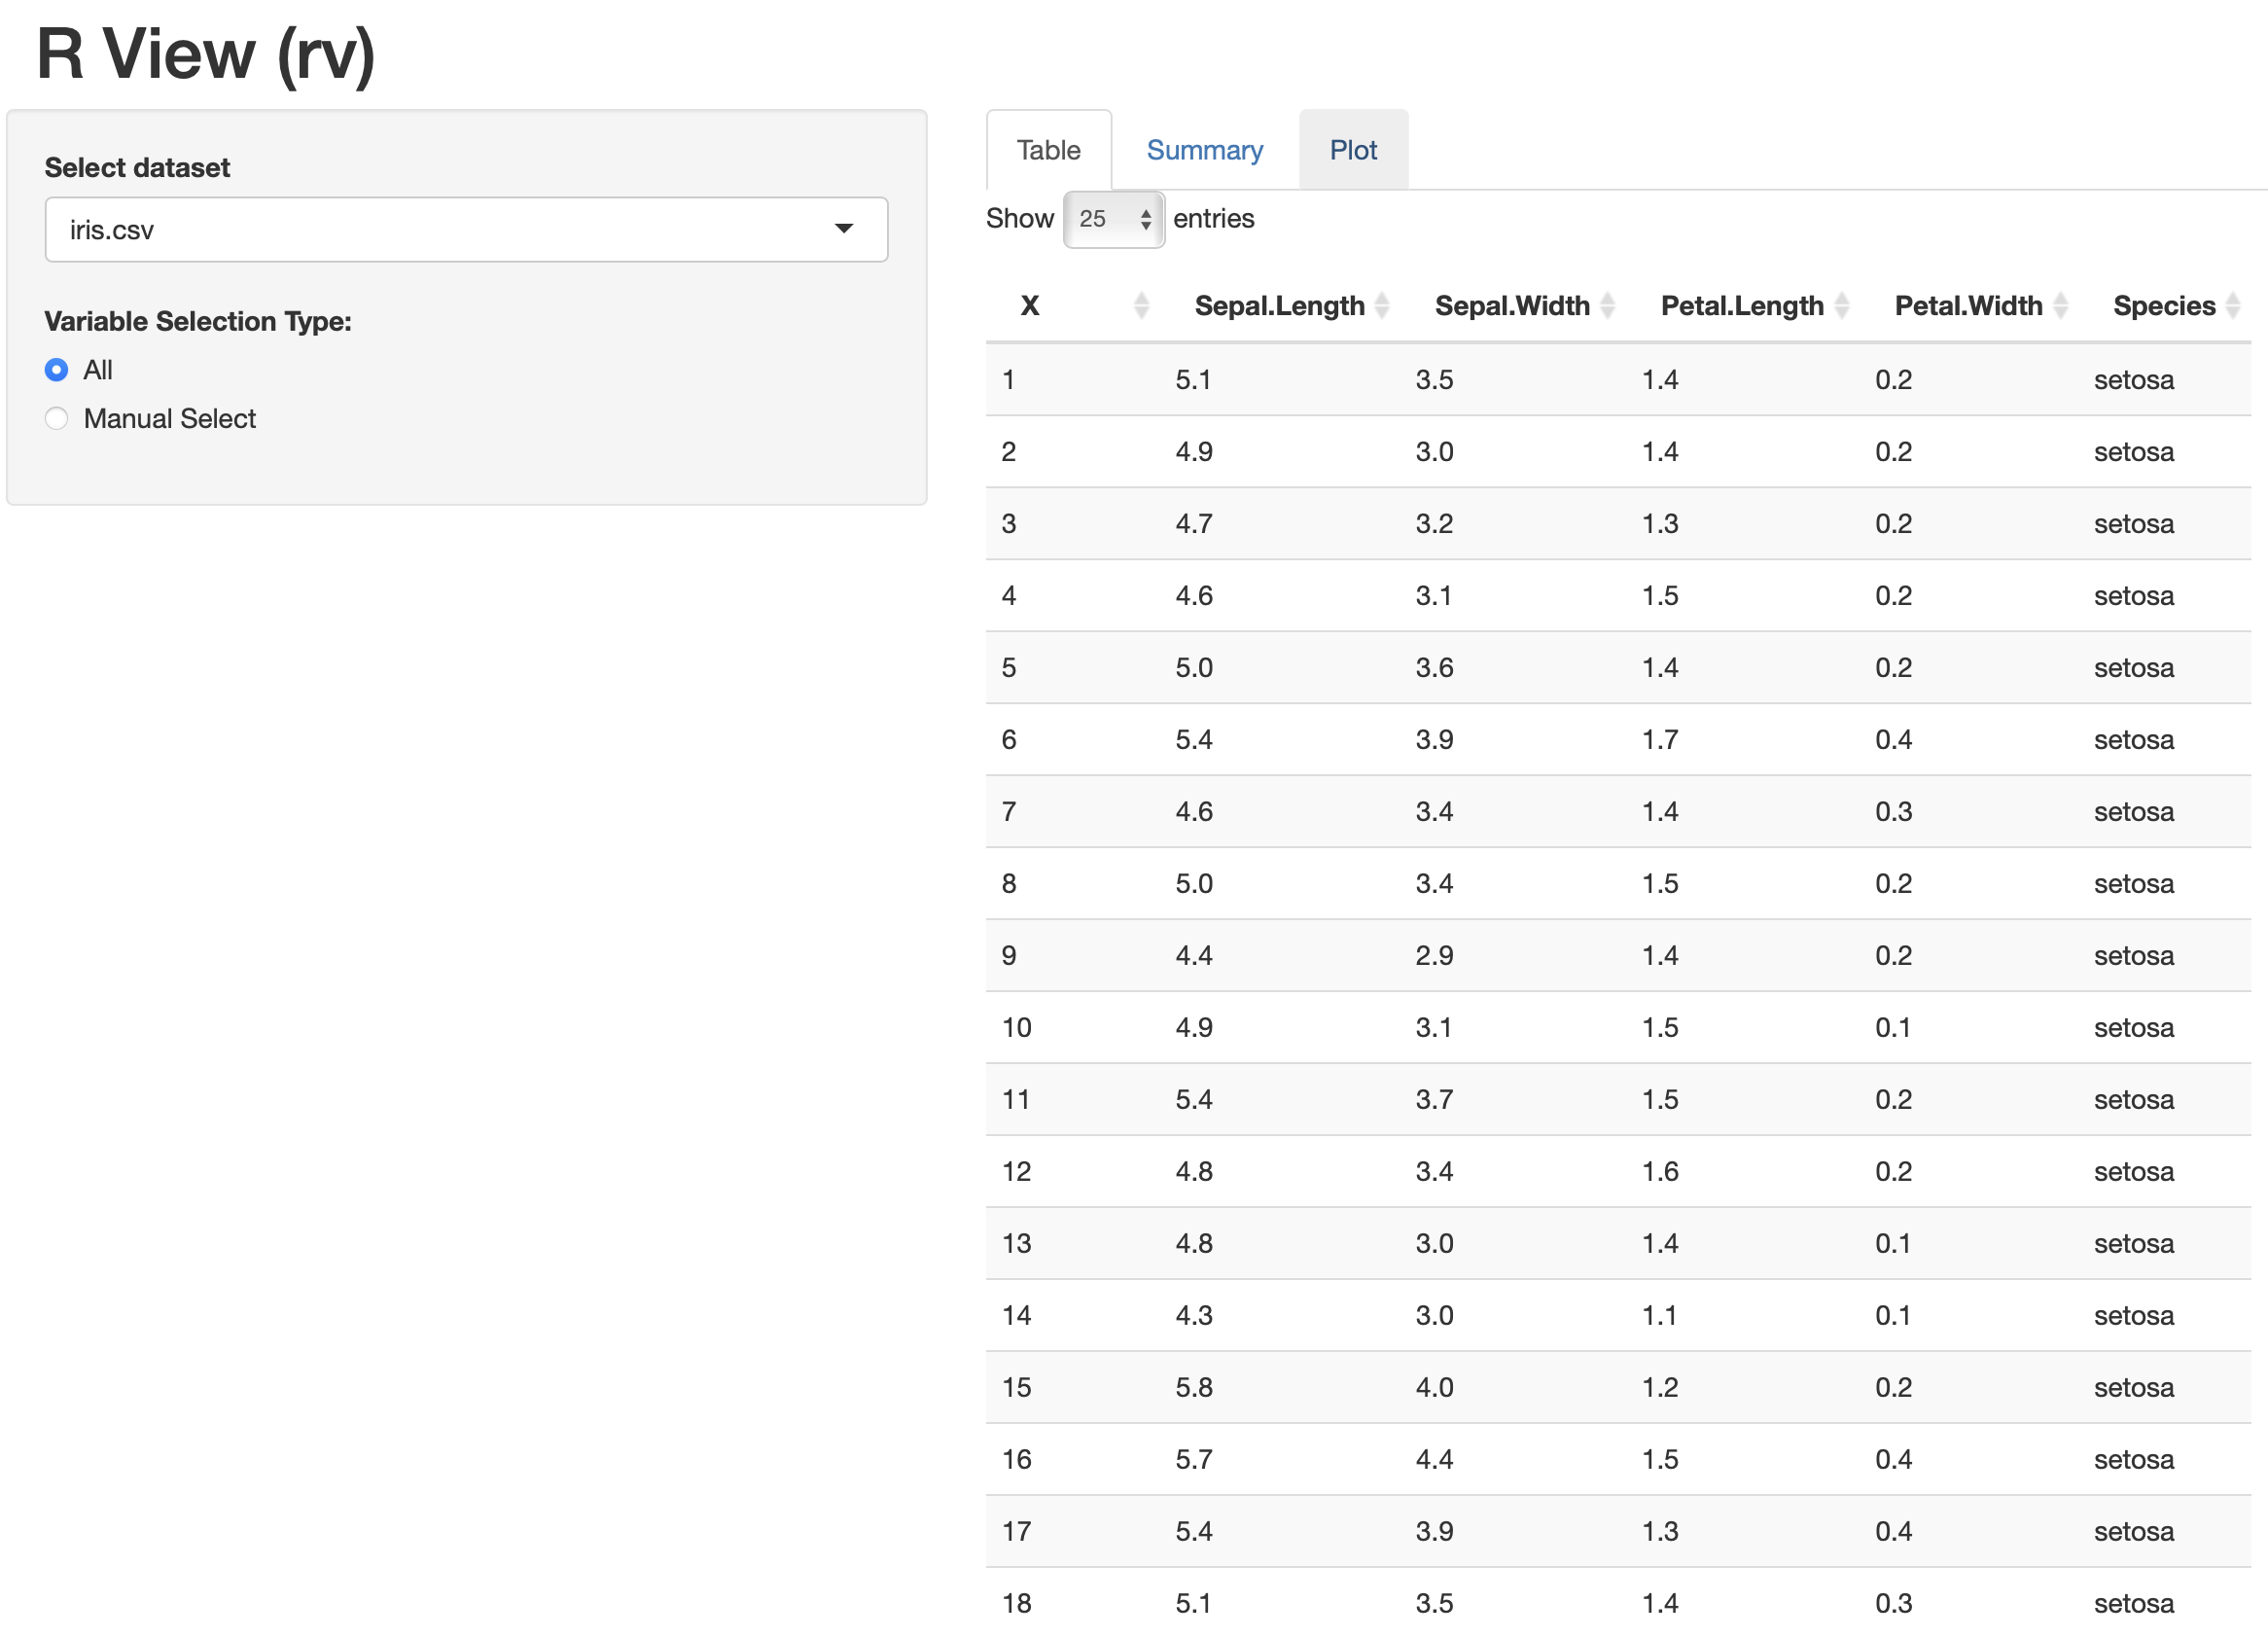 R View (rv)
Select dataset
iris.csv
Variable Selection Type:
All
Manual Select
Table Summary Plot
Show 25 entries
X Sepal.Length Sepal.Width Petal.Length Petal.Width Species
1 5.1 3.5 1.4 0.2 setosa
2 4.9 3.0 1.4 0.2 setosa
3 4.7 3.2 1.3 0.2 setosa
4 4.6 3.1 1.5 0.2 setosa
5 5.0 3.6 1.4 0.2 setosa
6 5.4 3.9 1.7 0.4 setosa
7 4.6 3.4 1.4 0.3 setosa
8 5.0 3.4 1.5 0.2 setosa
9 4.4 2.9 1.4 0.2 setosa
10 4.9 3.1 1.5 0.1 setosa
11 5.4 3.7 1.5 0.2 setosa
12 4.8 3.4 1.6 0.2 setosa
13 4.8 3.0 1.4 0.1 setosa
14 4.3 3.0 1.1 0.1 setosa
15 5.8 4.0 1.2 0.2 setosa
16 5.7 4.4 1.5 0.4 setosa
17 5.4 3.9 1.3 0.4 setosa
18 5.1 3.5 1.4 0.3 setosa